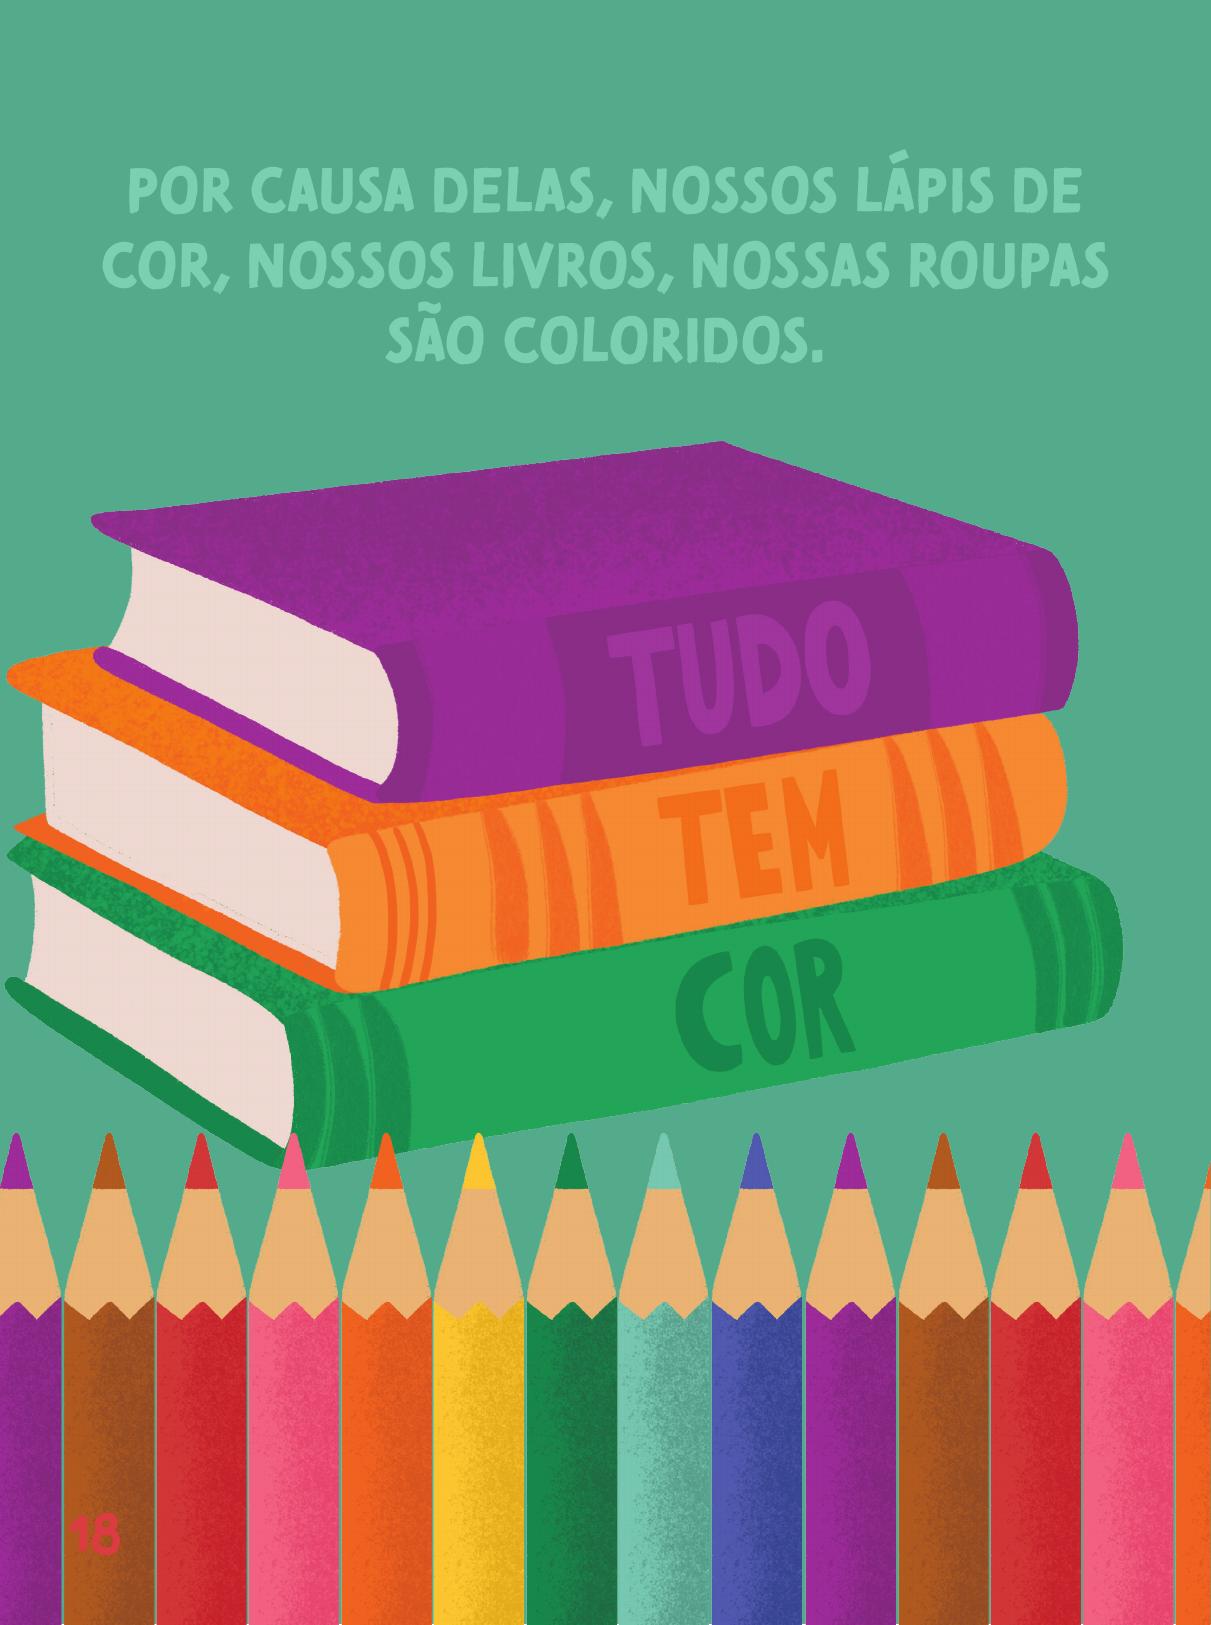 POR CAUSA DELAS, NOSSOS LÁPIS DE
COR, NOSSOS LIVROS, NOSSAS ROUPAS
SÃO COLORIDOS.
TUDO
TEM
COR
18